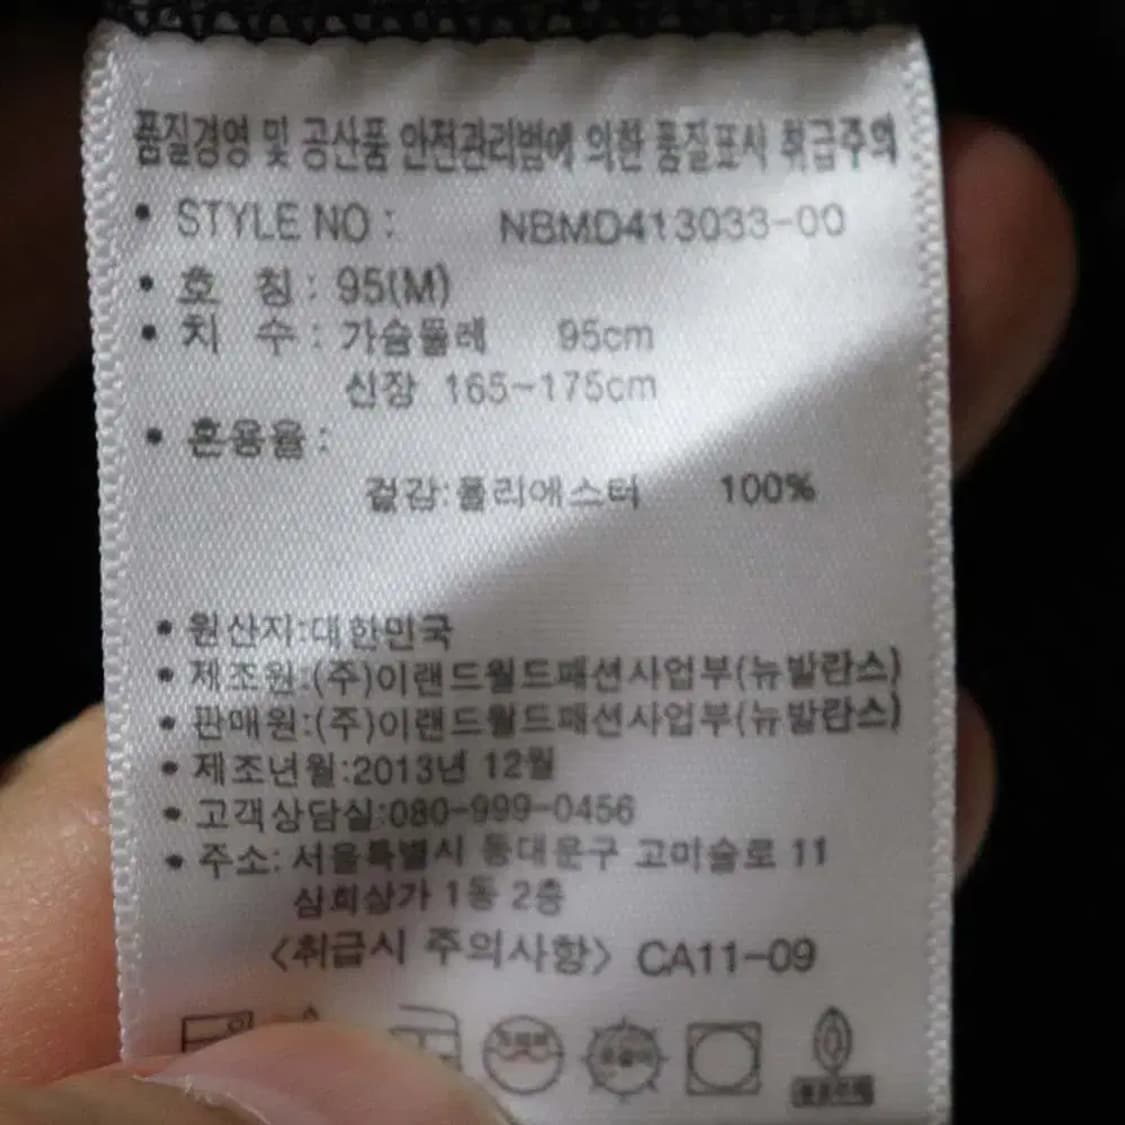 품질경영 및 공산품 안전관리법에 의한 품질표시 취급주의
• STYLE NO : NBMD413033-00
• 호 칭 : 95(M)
• 치 수 : 가슴둘레 95cm
신장 165~175cm
• 혼용율 :
겉감:폴리에스터 100%
• 원산지:대한민국
• 제조원:(주)이랜드월드패션사업부(뉴발란스)
• 판매원:(주)이랜드월드패션사업부(뉴발란스)
• 제조년월:2013년 12월
• 고객상담실:080-999-0456
• 주소: 서울특별시 동대문구 고미술로 11
심희상가 1동 2층
<취급시 주의사항> CA11-09
옷걸이